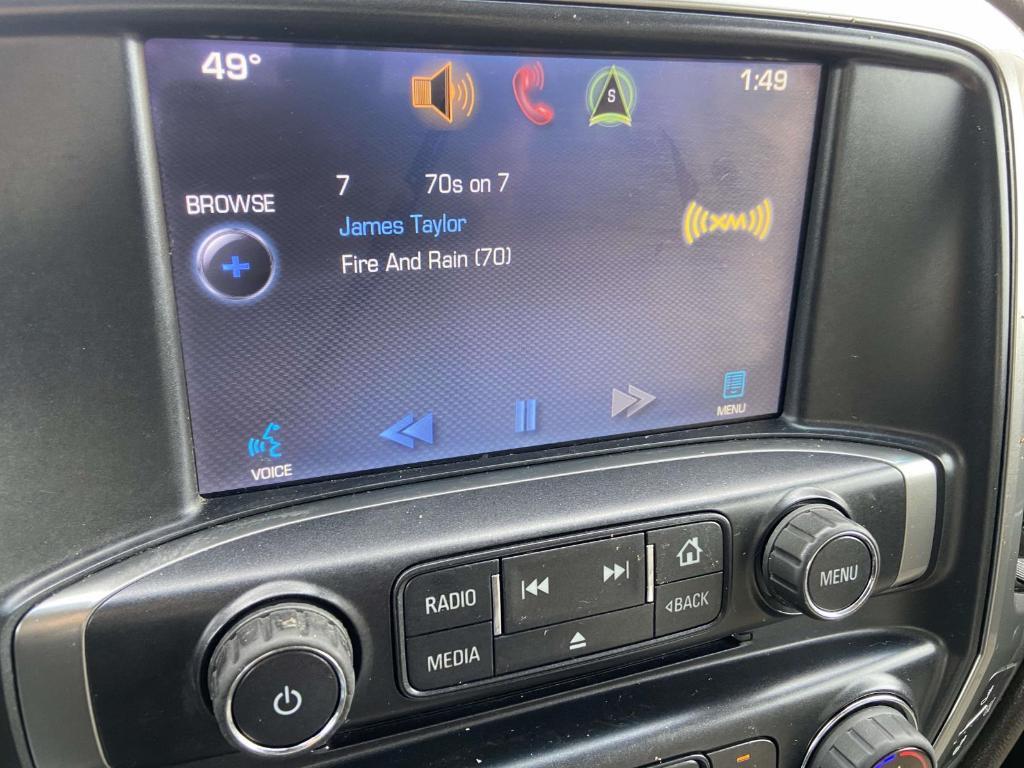 49° S 1:49
7 70s on 7
BROWSE
James Taylor
XM
Fire And Rain (70)
MENU
VOICE
RADIO
MENU
BACK
MEDIA